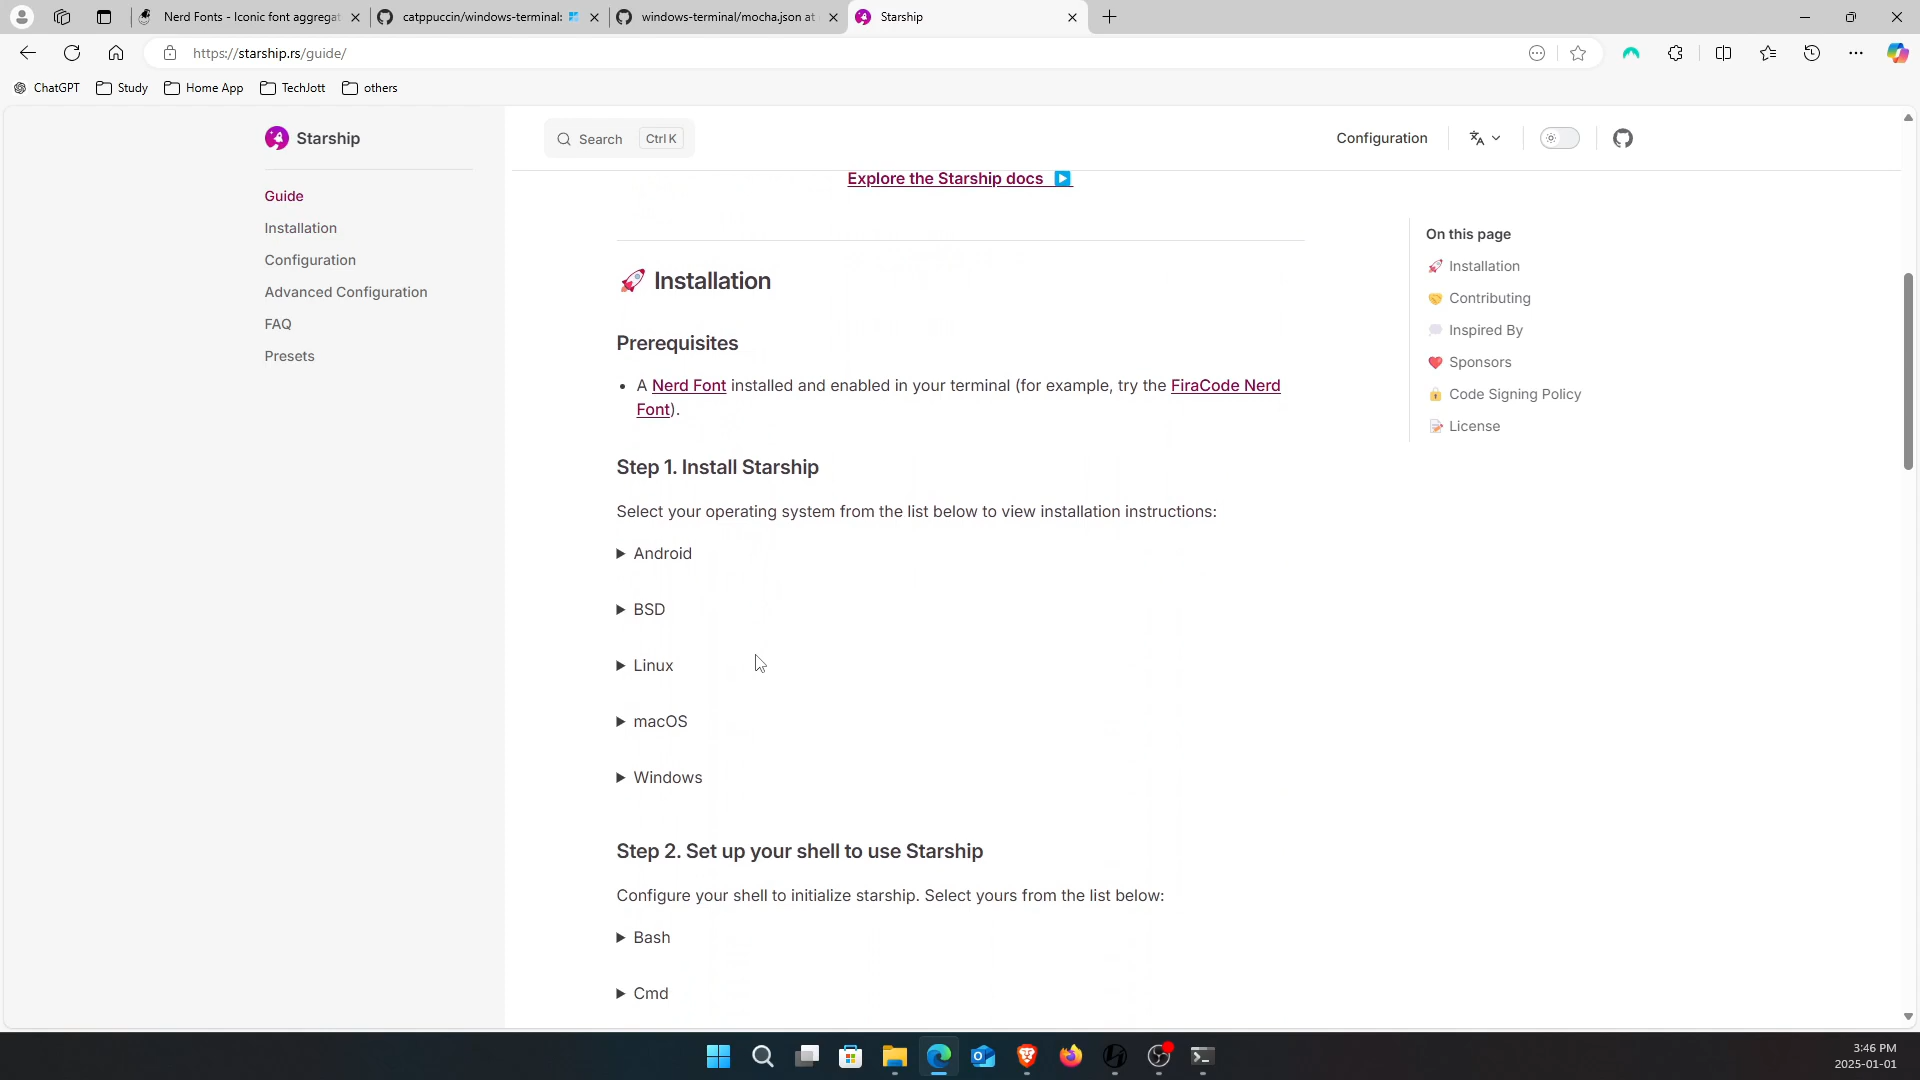 Nerd Fonts - Iconic font aggregat
catppuccin/windows-terminal:
windows-terminal/mocha.json at
Starship
https://starship.rs/guide/
ChatGPT
Study
Home App
TechJott
others
Starship
Search
Ctrl K
Configuration
Guide
Installation
Configuration
Advanced Configuration
FAQ
Presets
Explore the Starship docs
Installation
Prerequisites
• A Nerd Font installed and enabled in your terminal (for example, try the FiraCode Nerd
Font).
Step 1. Install Starship
Select your operating system from the list below to view installation instructions:
Android
BSD
Linux
macOS
Windows
Step 2. Set up your shell to use Starship
Configure your shell to initialize starship. Select yours from the list below:
Bash
Cmd
On this page
Installation
Contributing
Inspired By
Sponsors
Code Signing Policy
License
3:46 PM
2025-01-01